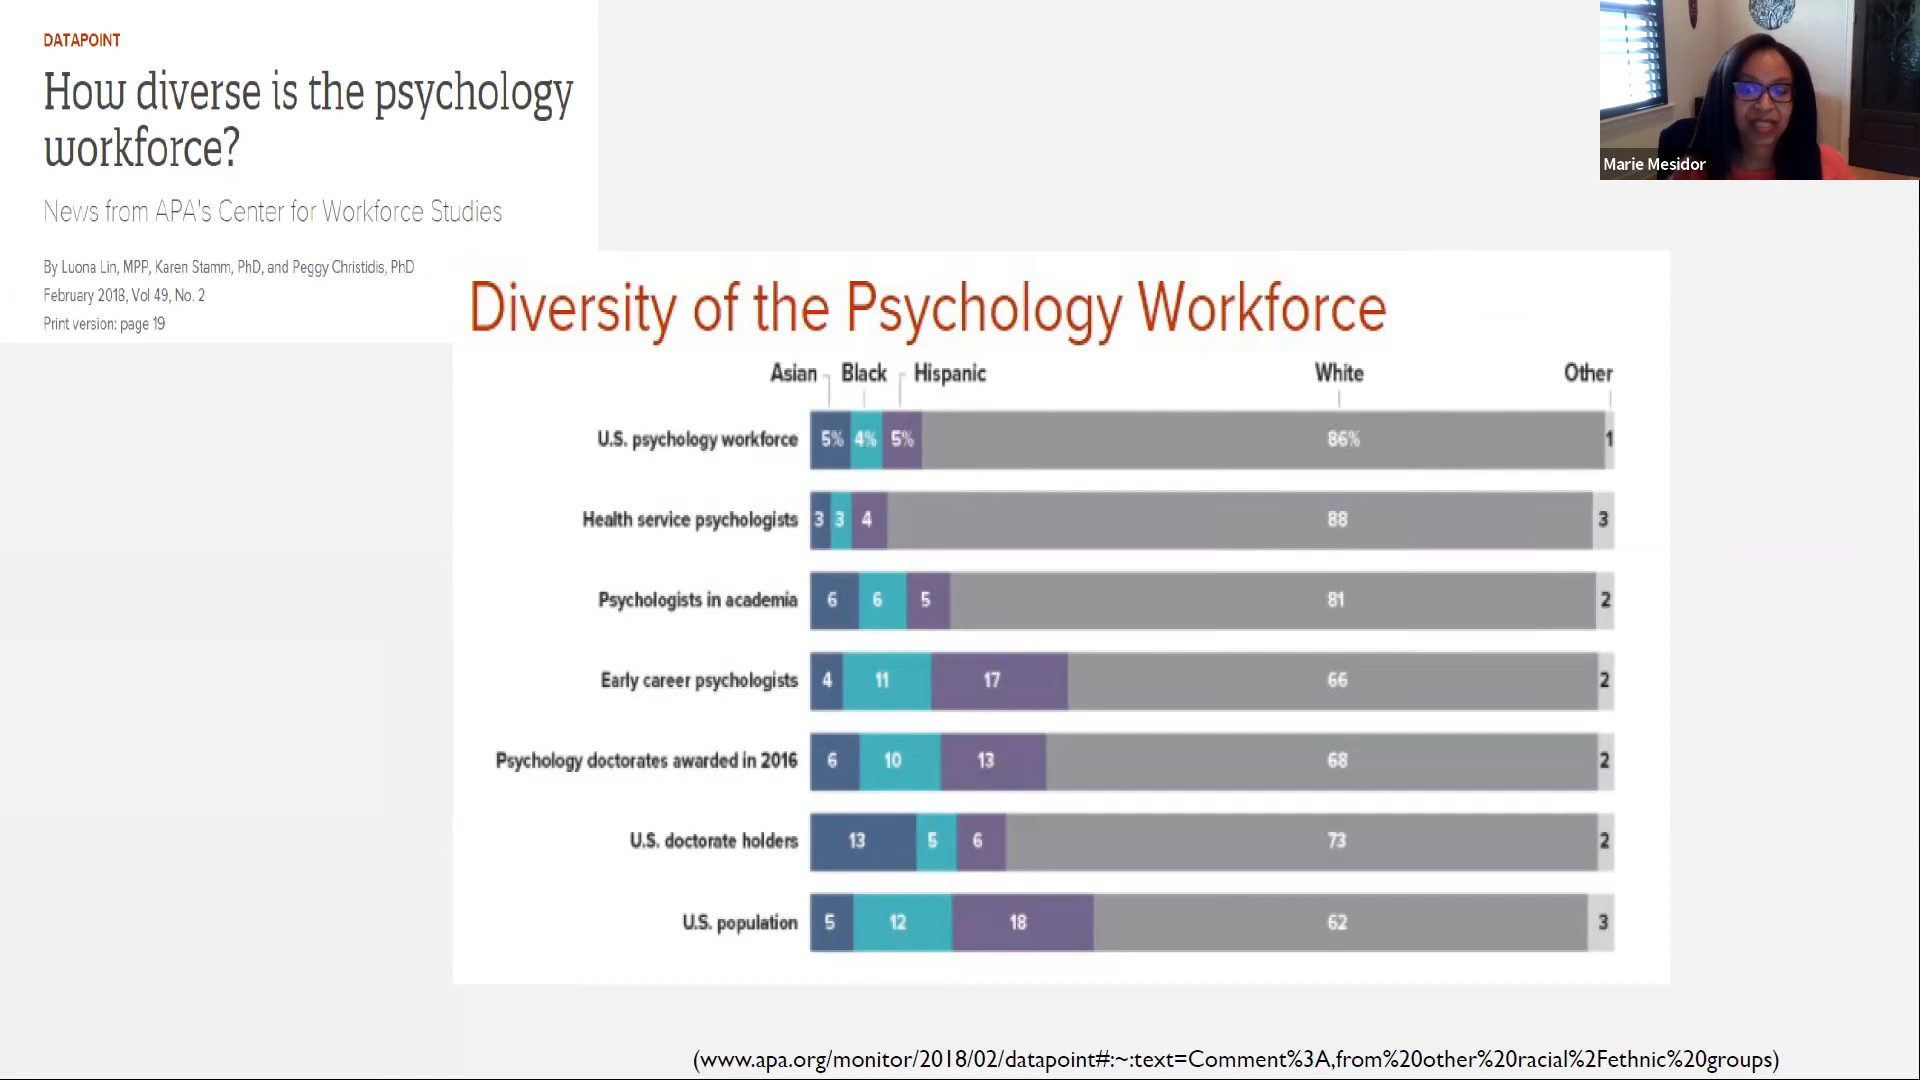 DATAPOINT
How diverse is the psychology
workforce?
News from APA's Center for Workforce Studies
By Luona Lin, MPP, Karen Stamm, PhD, and Peggy Christidis, PhD
February 2018, Vol 49, No. 2
Print version: page 19
Marie Mesidor
Diversity of the Psychology Workforce
Asian Black Hispanic White Other
U.S. psychology workforce 5% 4% 5% 86% 1
Health service psychologists 3 3 4 88 3
Psychologists in academia 6 6 5 81 2
Early career psychologists 4 11 17 66 2
Psychology doctorates awarded in 2016 6 10 13 68 2
U.S. doctorate holders 13 5 6 73 2
U.S. population 5 12 18 62 3
(www.apa.org/monitor/2018/02/datapoint#:~:text=Comment%3A,from%20other%20racial%2Fethnic%20groups)